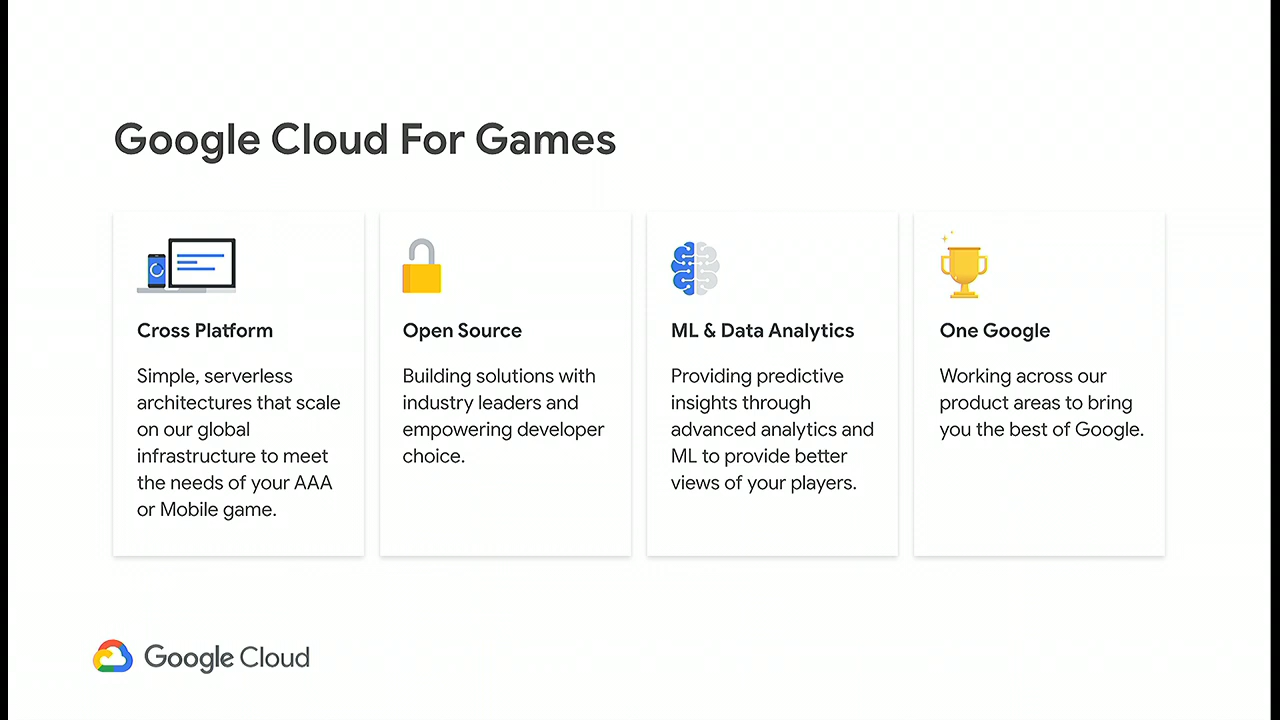 Google Cloud For Games
Cross Platform
Simple, serverless
architectures that scale
on our global
infrastructure to meet
the needs of your AAA
or Mobile game.
Open Source
Building solutions with
industry leaders and
empowering developer
choice.
ML & Data Analytics
Providing predictive
insights through
advanced analytics and
ML to provide better
views of your players.
One Google
Working across our
product areas to bring
you the best of Google.
Google Cloud